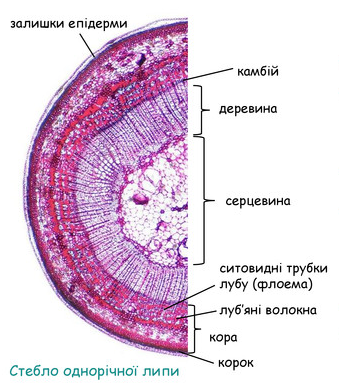 залишки епідерми
камбій
деревина
серцевина
ситовидні трубки
лубу (флоема)
луб'яні волокна
кора
корок
Стебло однорічної липи